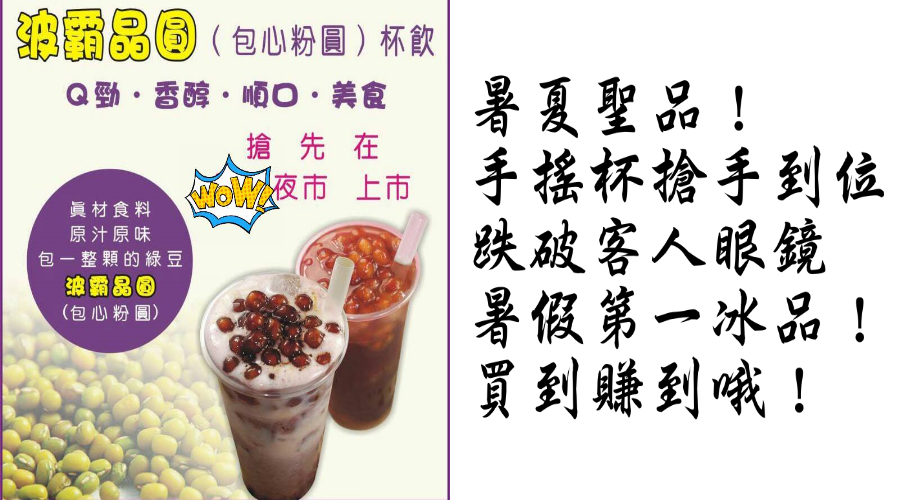 波霸晶圓（包心粉圓）杯飲
Q勁·香醇·順口·美食
搶先在
WOW!
夜市 上市
真材食料
原汁原味
包一整顆的綠豆
波霸晶圓
(包心粉圓)
暑夏聖品！
手搖杯搶手到位
跌破客人眼鏡
暑假第一冰品！
買到賺到哦！